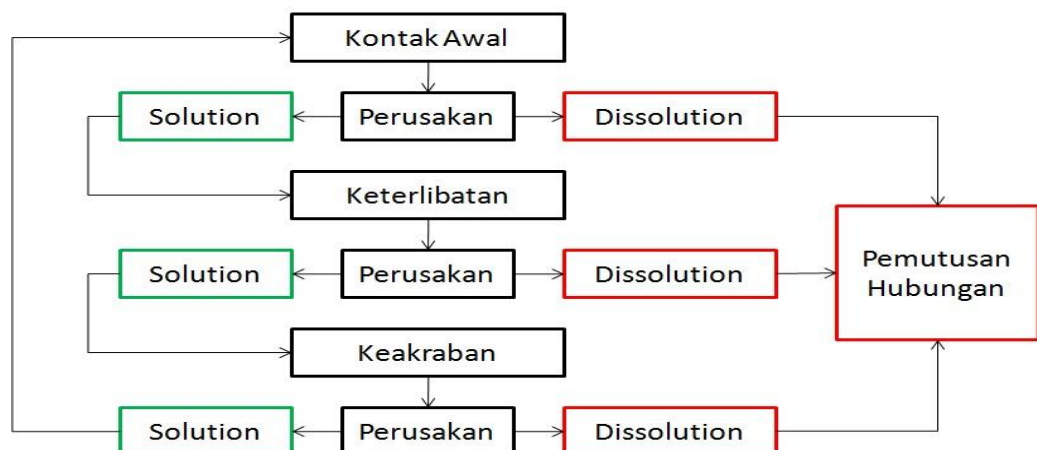 Kontak Awal
Solution
Perusakan
Dissolution
Keterlibatan
Solution
Perusakan
Dissolution
Pemutusan
Hubungan
Keakraban
Solution
Perusakan
Dissolution